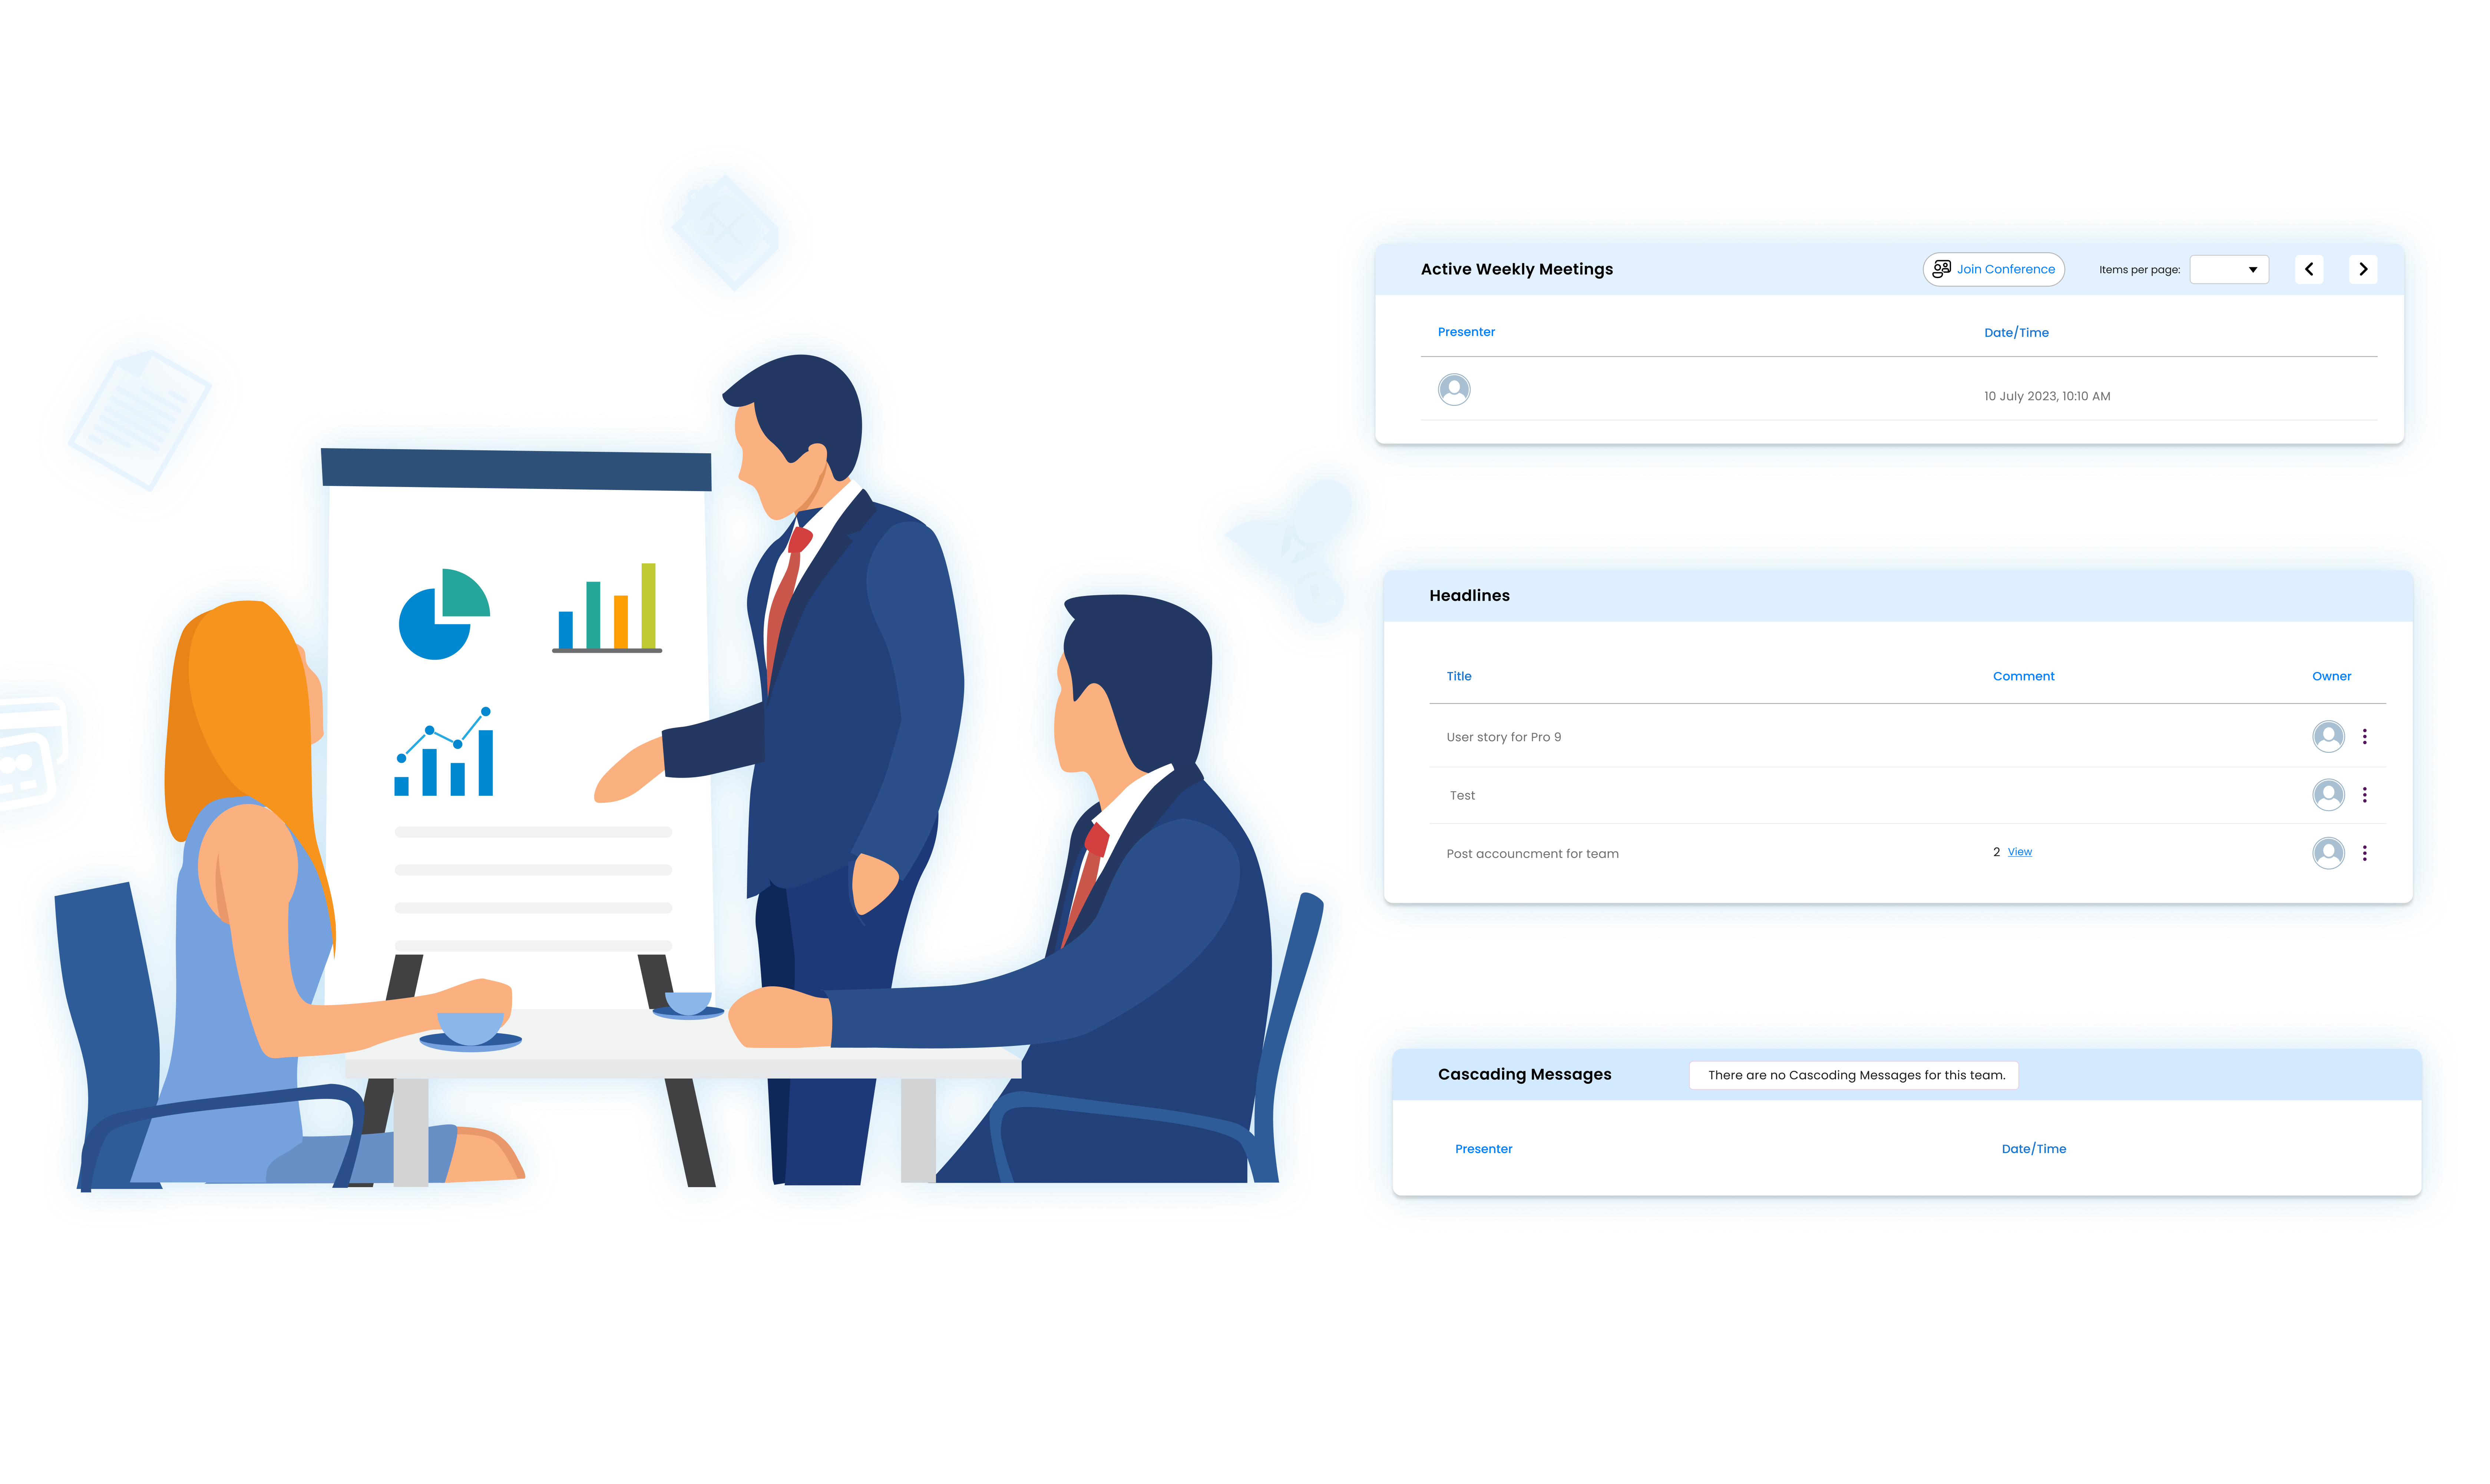 Active Weekly Meetings
Join Conference
Items per page:
Presenter
Date/Time
10 July 2023, 10:10 AM
Headlines
Title
Comment
Owner
User story for Pro 9
Test
Post accouncment for team
2 View
Cascading Messages
There are no Cascoding Messages for this team.
Presenter
Date/Time